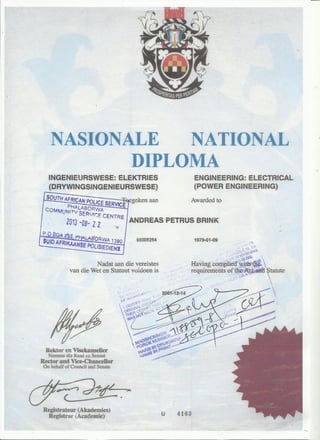 NASIONALE NATIONAL
DIPLOMA
INGENIEURSWESE: ELEKTRIES ENGINEERING: ELECTRICAL
(DRYWINGSINGENIEURSWESE) (POWER ENGINEERING)
SOUTH AFRICAN POLICE SERVICE
PHALABORWA
COMMUNITY SERVICE CENTRE
2013
PHALABORWA 1390
SUID AFRIKAANSE POLISIEDIENS
Toegeken aan Awarded to
ANDREAS PETRUS BRINK
1979-01-09
Nadat aan die vereistes Having complied with the
van die Wet en Statuut voldoen is requirements of the Act and Statute
2001-12-14
Rektor en Visekanselier
Namens die Raad en Senaat
Rector and Vice-Chancellor
On behalf of Council and Senate
Registrateur (Akademies)
Registrar (Academic)
U 4163